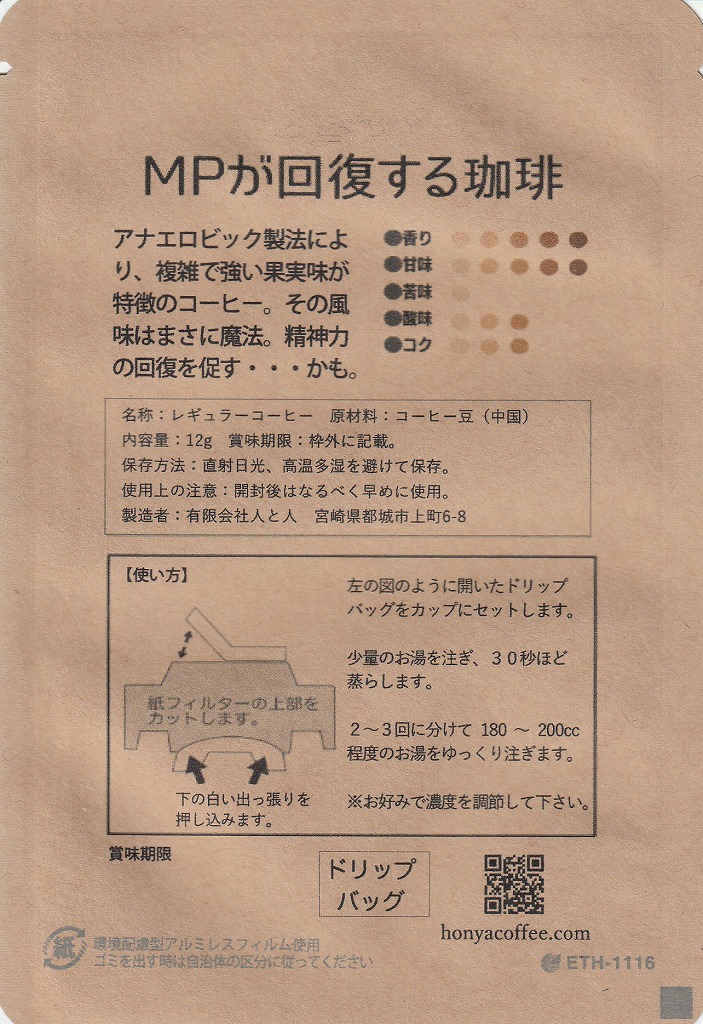 MPが回復する珈琲
アナエロビック製法によ
り、複雑で強い果実味が
特徴のコーヒー。その風
味はまさに魔法。精神力
の回復を促す・・・かも。
●香り
●甘味
●苦味
●酸味
●コク
名称：レギュラーコーヒー　原材料：コーヒー豆（中国）
内容量：12g　賞味期限：枠外に記載。
保存方法：直射日光、高温多湿を避けて保存。
使用上の注意：開封後はなるべく早めに使用。
製造者：有限会社人と人　宮崎県都城市上町6-8
【使い方】
紙フィルターの上部を
カットします。
下の白い出っ張りを
押し込みます。
左の図のように開いたドリップ
バッグをカップにセットします。
少量のお湯を注ぎ、３０秒ほど
蒸らします。
２～３回に分けて 180 ～ 200cc
程度のお湯をゆっくり注ぎます。
※お好みで濃度を調節して下さい。
賞味期限
ドリップ
バッグ
honyacoffee.com
紙
環境配慮型アルミレスフィルム使用
ゴミを出す時は自治体の区分に従ってください
ETH-1116